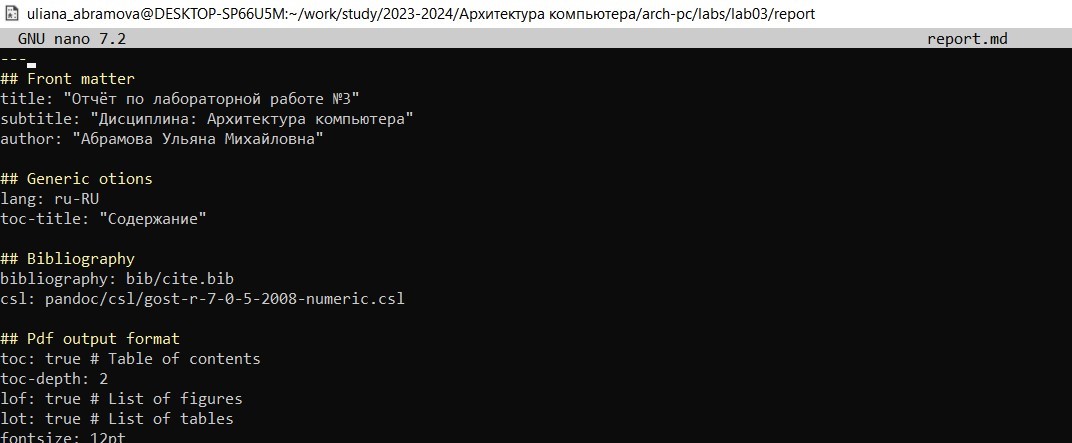 uliana_abramova@DESKTOP-SP66U5M:~/work/study/2023-2024/Архитектура компьютера/arch-pc/labs/lab03/report
GNU nano 7.2 report.md
---
## Front matter
title: "Отчёт по лабораторной работе №3"
subtitle: "Дисциплина: Архитектура компьютера"
author: "Абрамова Ульяна Михайловна"
## Generic otions
lang: ru-RU
toc-title: "Содержание"
## Bibliography
bibliography: bib/cite.bib
csl: pandoc/csl/gost-r-7-0-5-2008-numeric.csl
## Pdf output format
toc: true # Table of contents
toc-depth: 2
lof: true # List of figures
lot: true # List of tables
fontsize: 12pt